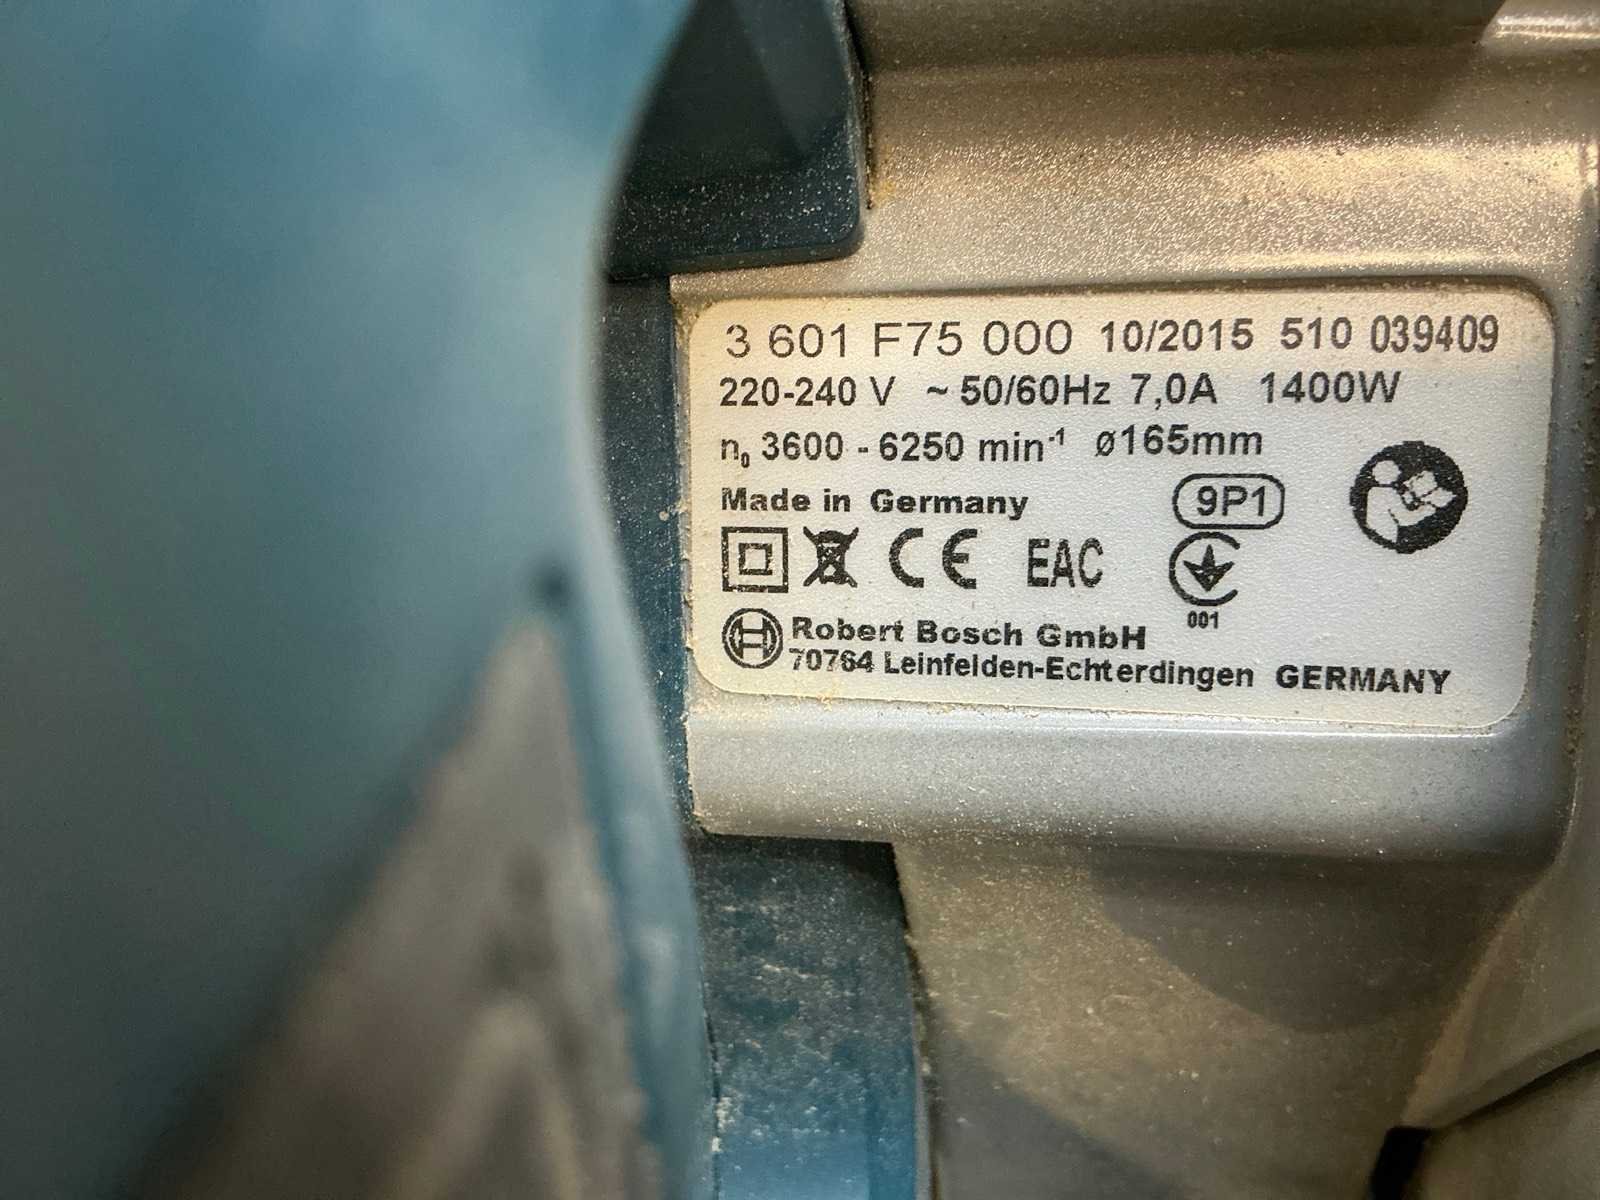 3 601 F75 000 10/2015 510 039409
220-240 V ~ 50/60Hz 7,0A 1400W
n₀ 3600 - 6250 min⁻¹ ø165mm
Made in Germany
9P1
CE EAC
001
Robert Bosch GmbH
70764 Leinfelden-Echterdingen GERMANY